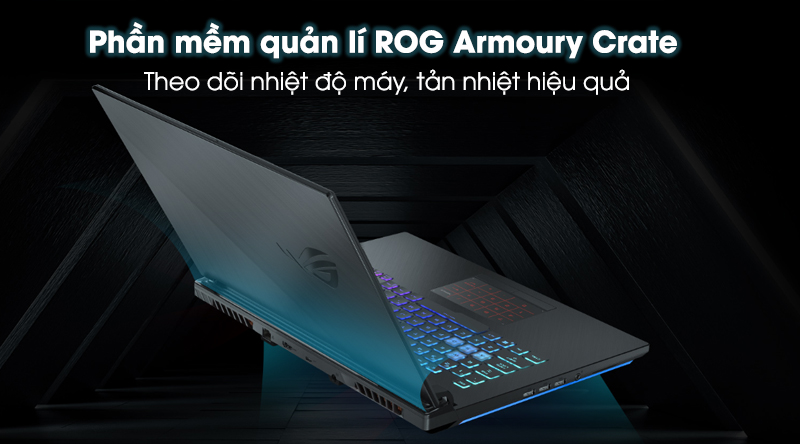 Phần mềm quản lí ROG Armoury Crate
Theo dõi nhiệt độ máy, tản nhiệt hiệu quả